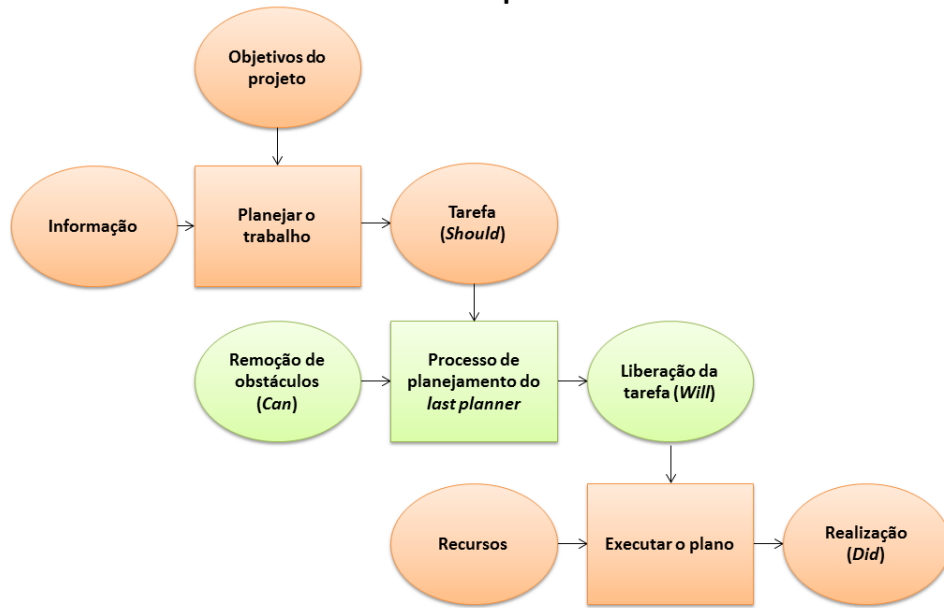 Objetivos do
projeto
Informação
Planejar o
trabalho
Tarefa
(Should)
Remoção de
obstáculos
(Can)
Processo de
planejamento do
last planner
Liberação da
tarefa (Will)
Recursos
Executar o plano
Realização
(Did)